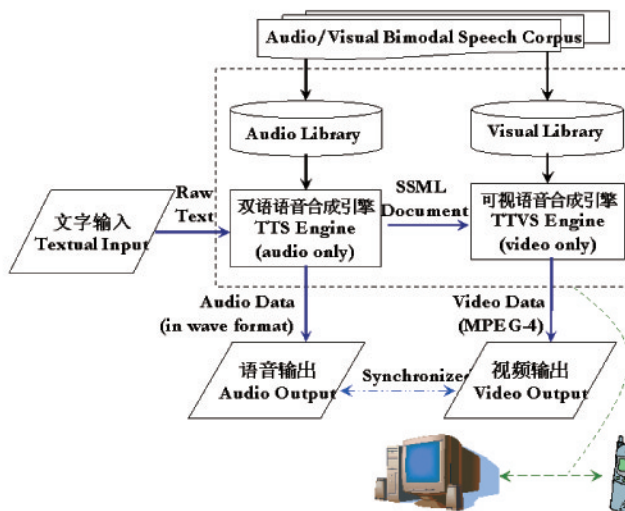 Audio/Visual Bimodal Speech Corpus
Audio Library
Visual Library
文字输入
Textual Input
Raw
Text
双语语音合成引擎
TTS Engine
(audio only)
SSML
Document
可视语音合成引擎
TTVS Engine
(video only)
Audio Data
(in wave format)
Video Data
(MPEG-4)
语音输出
Audio Output
Synchronized
视频输出
Video Output